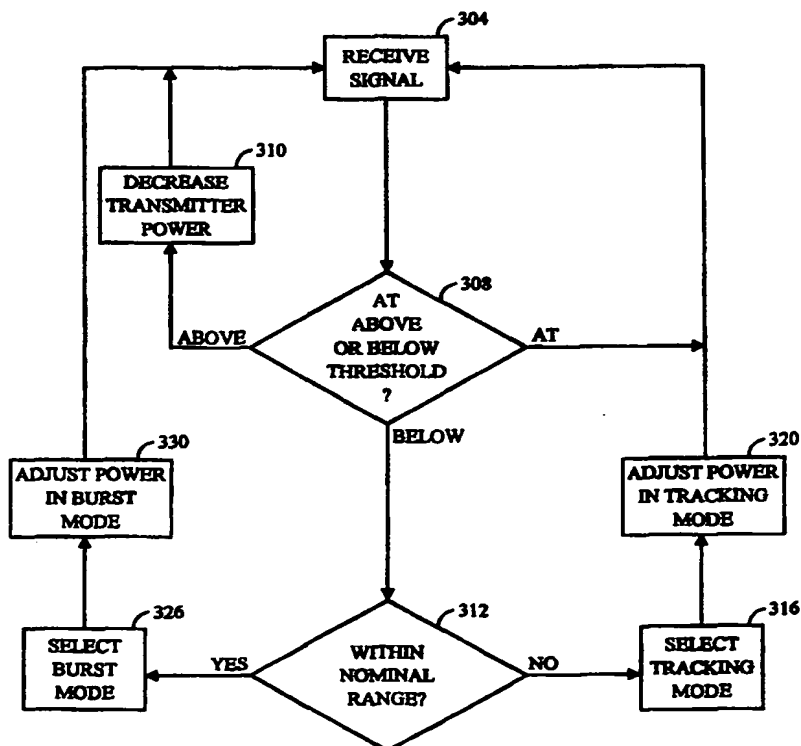 304
RECEIVE
SIGNAL
310
DECREASE
TRANSMITTER
POWER
308
AT
ABOVE
OR BELOW
THRESHOLD
?
ABOVE
AT
BELOW
330
ADJUST POWER
IN BURST
MODE
320
ADJUST POWER
IN TRACKING
MODE
326
SELECT
BURST
MODE
312
WITHIN
NOMINAL
RANGE?
YES
NO
316
SELECT
TRACKING
MODE